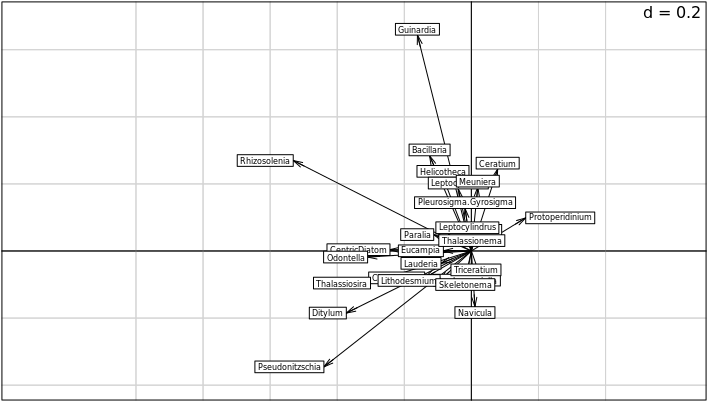 d = 0.2
Guinardia
Bacillaria
Rhizosolenia
Ceratium
Helicotheca
Meuniera
Pleurosigma.Gyrosigma
Protoperidinium
Leptocylindrus
Paralia
Thalassionema
CentricDiatom
Eucampia
Odontella
Lauderia
Triceratium
Lithodesmium
Thalassiosira
Skeletonema
Ditylum
Navicula
Pseudonitzschia